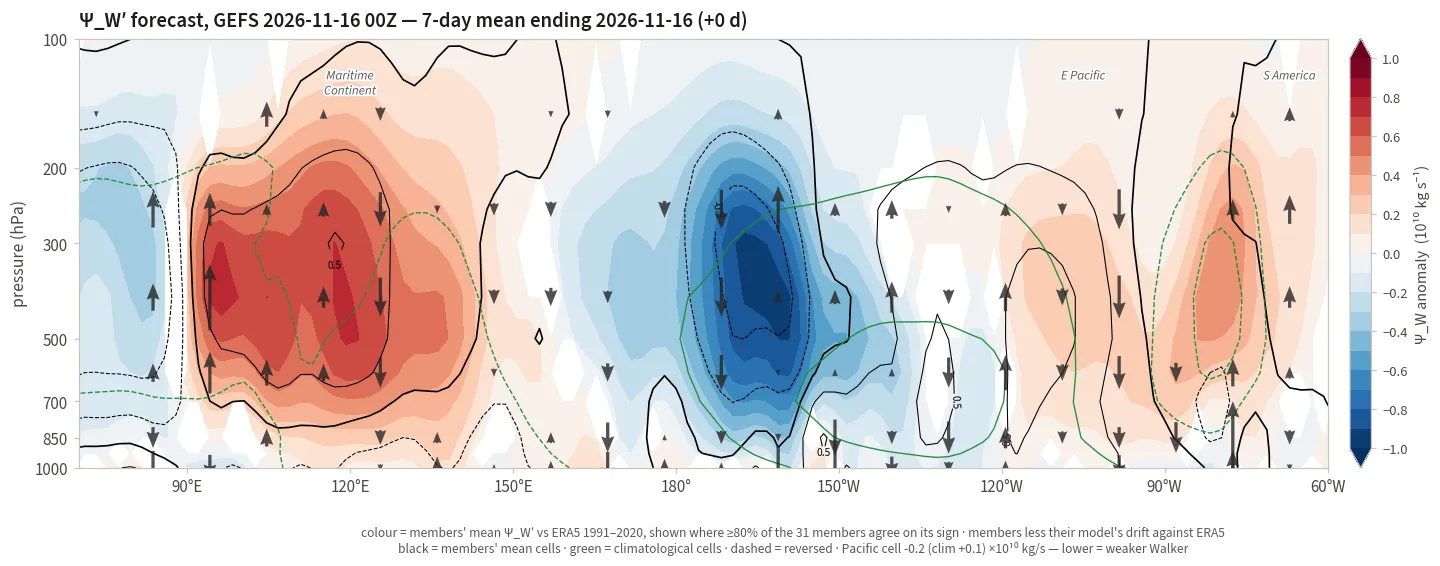 Ψ_W′ forecast, GEFS 2026-11-16 00Z — 7-day mean ending 2026-11-16 (+0 d)
100
200
300
400
500
700
850
1000
pressure (hPa)
Maritime
Continent
E Pacific
S America
0.5
0.5
0.5
90°E
120°E
150°E
180°
150°W
120°W
90°W
60°W
1.0
0.8
0.6
0.4
0.2
0.0
−0.2
−0.4
−0.6
−0.8
−1.0
Ψ_W anomaly (10¹⁰ kg s⁻¹)
colour = members' mean Ψ_W′ vs ERA5 1991–2020, shown where ≥80% of the 31 members agree on its sign · members less their model's drift against ERA5
black = members' mean cells · green = climatological cells · dashed = reversed · Pacific cell -0.2 (clim +0.1) ×10¹⁰ kg/s — lower = weaker Walker